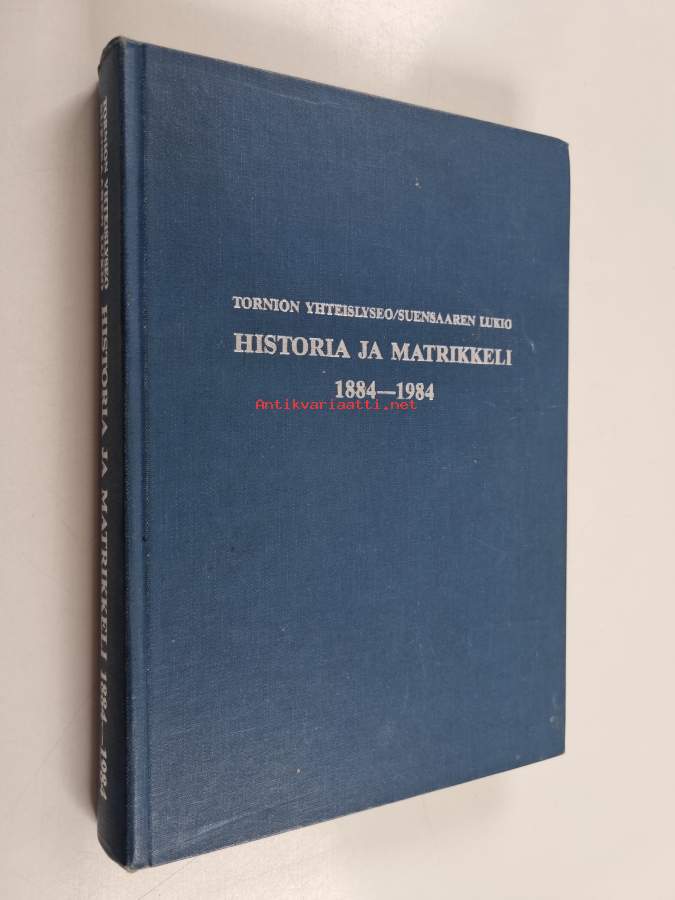 TORNION YHTEISLYSEO/SUENSAAREN LUKIO
HISTORIA JA MATRIKKELI
1884—1984
Antikvariaatti.net
TORNION YHTEISLYSEO
SUENSAAREN LUKIO
HISTORIA JA MATRIKKELI 1884—1984